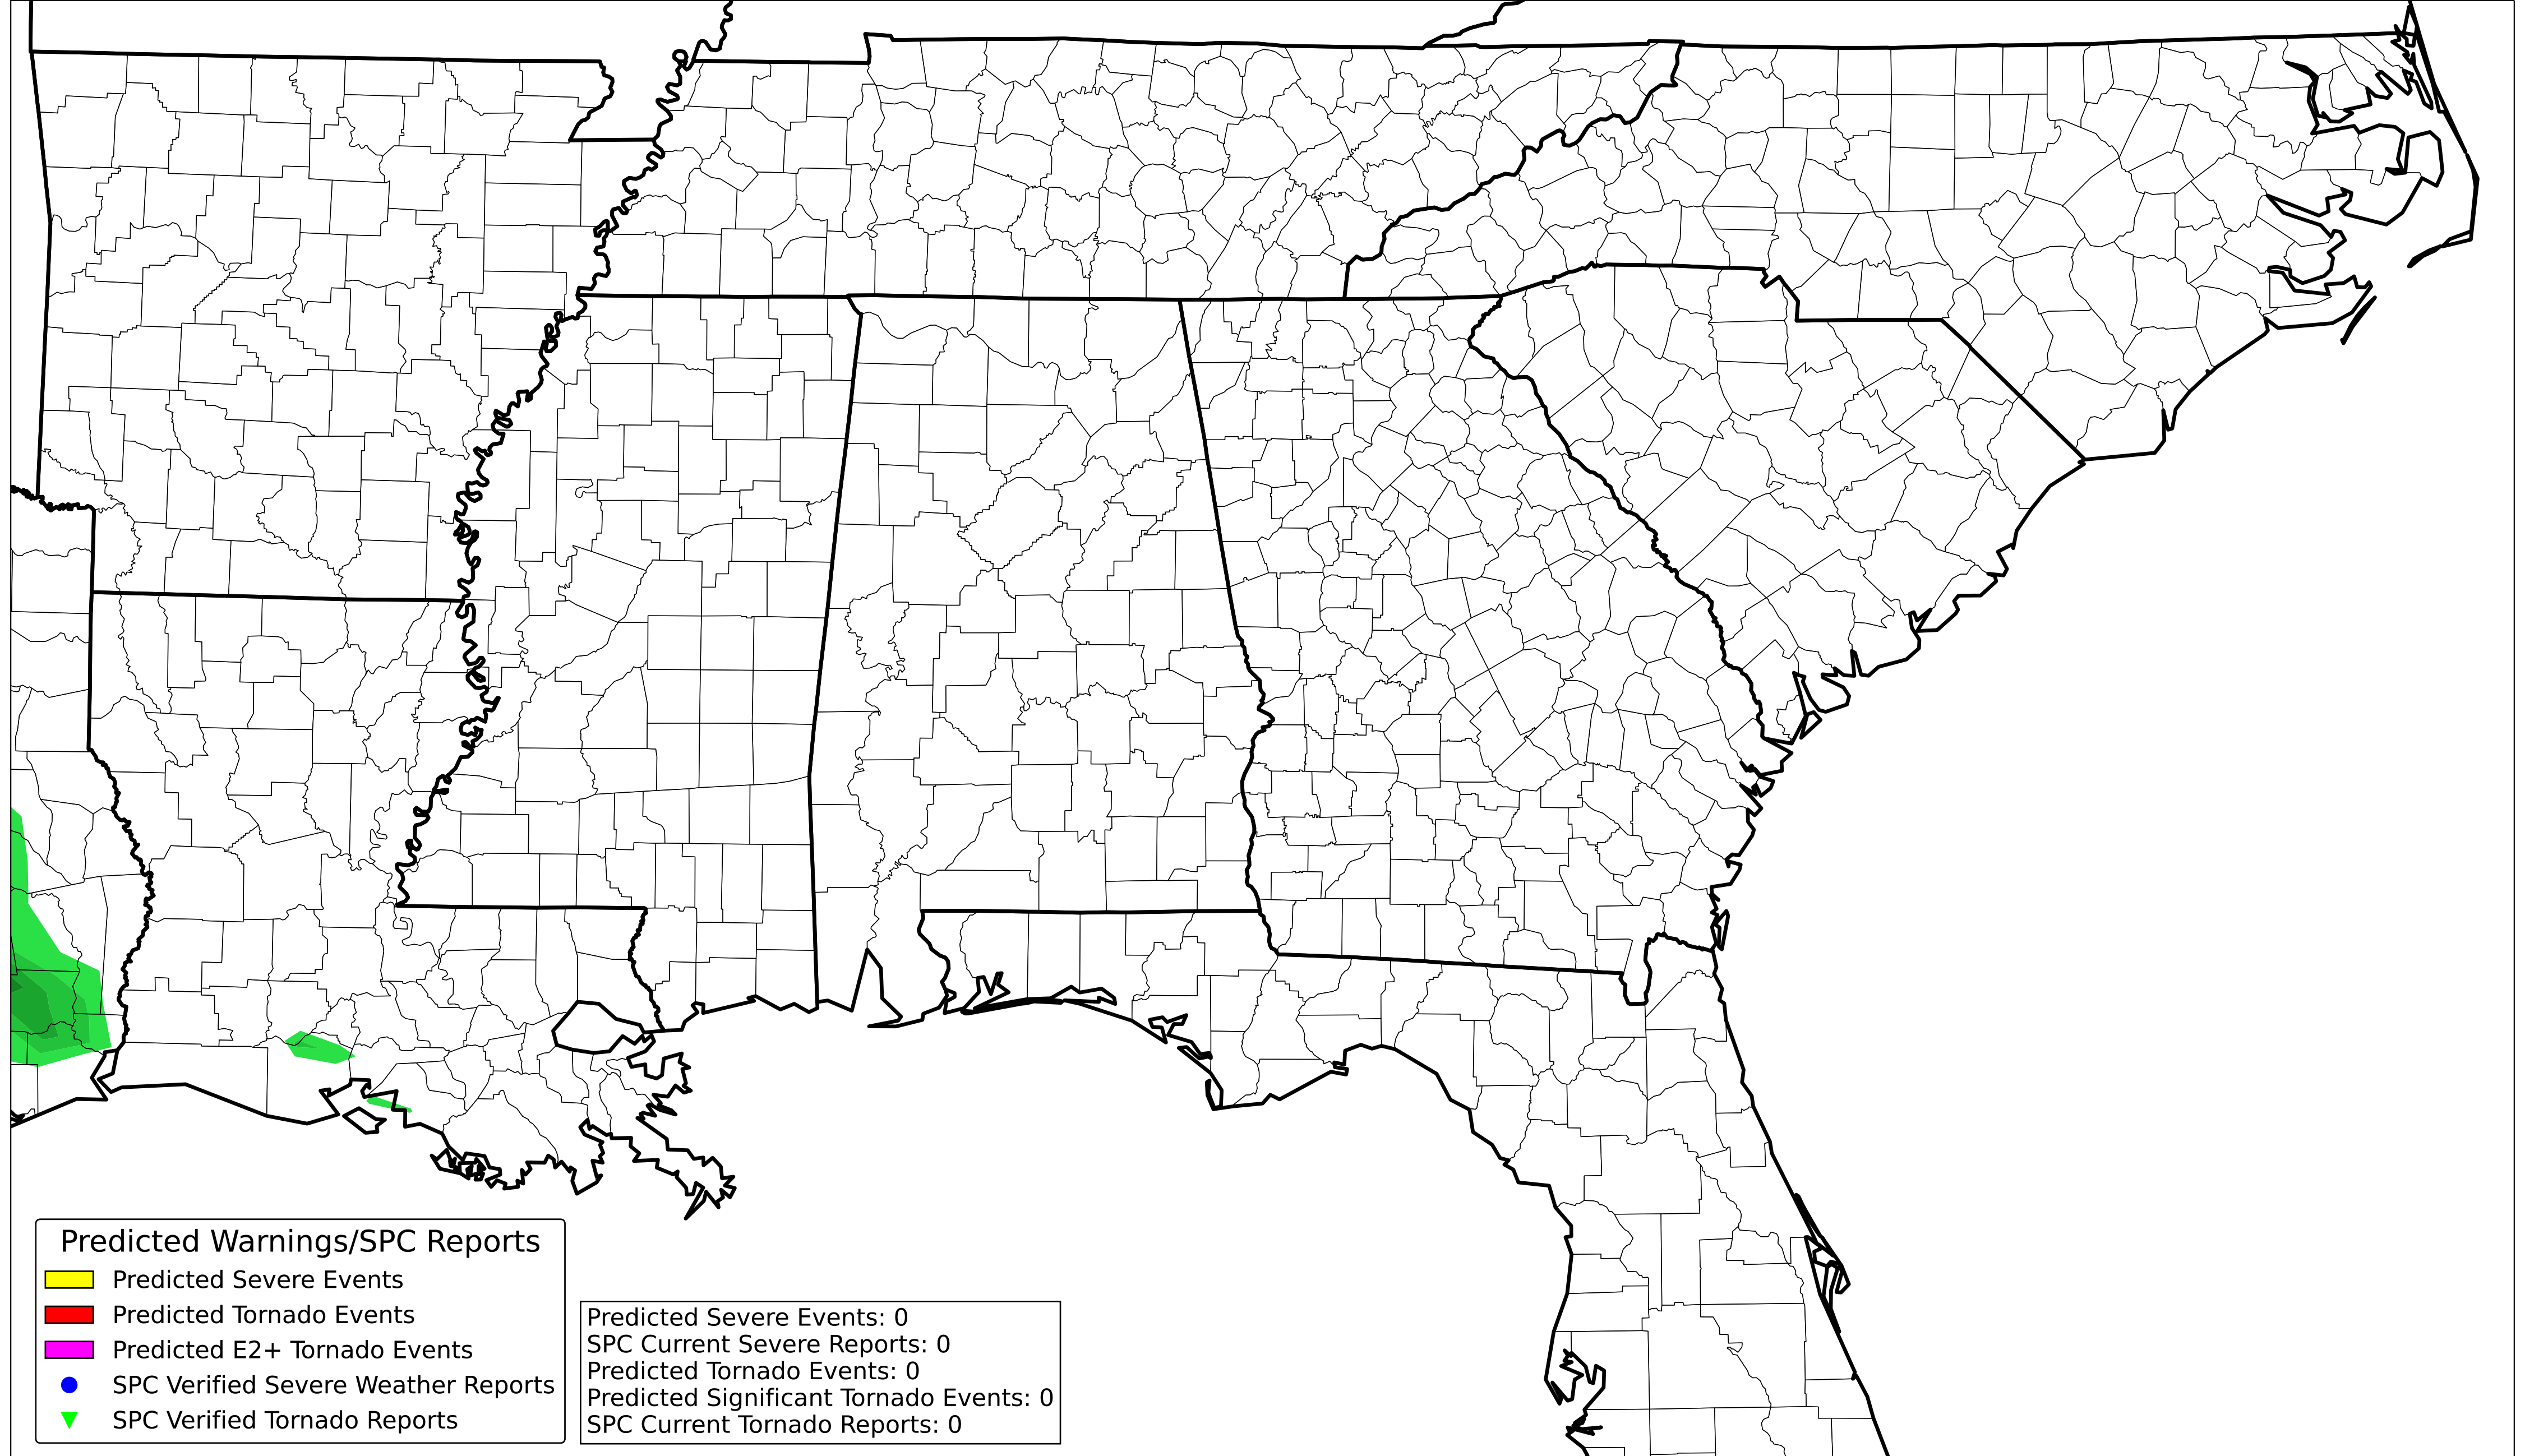 Predicted Warnings/SPC Reports
Predicted Severe Events
Predicted Tornado Events
Predicted E2+ Tornado Events
SPC Verified Severe Weather Reports
SPC Verified Tornado Reports
Predicted Severe Events: 0
SPC Current Severe Reports: 0
Predicted Tornado Events: 0
Predicted Significant Tornado Events: 0
SPC Current Tornado Reports: 0